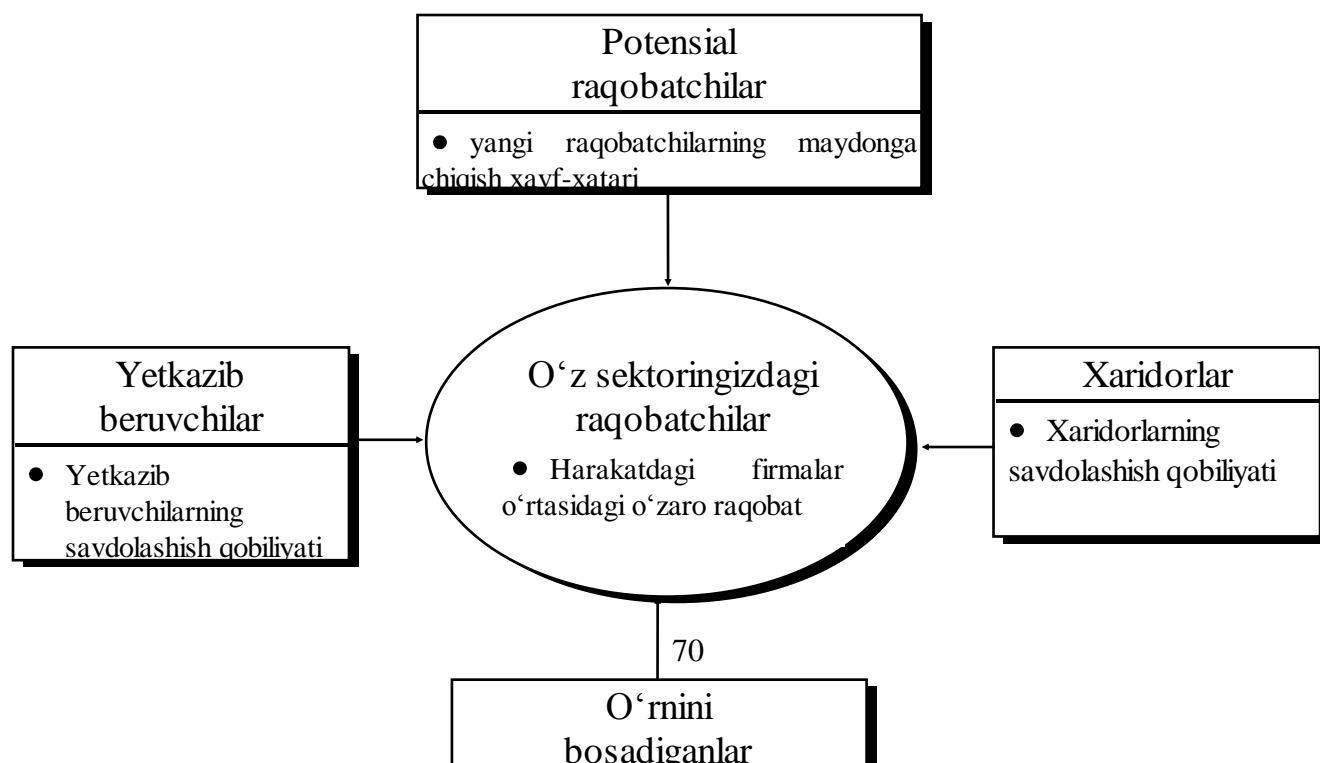 Potensial
raqobatchilar
● yangi raqobatchilarning maydonga
chiqish xavf-xatari
Yetkazib
beruvchilar
● Yetkazib
beruvchilarning
savdolashish qobiliyati
O‘z sektoringizdagi
raqobatchilar
● Harakatdagi firmalar
o‘rtasidagi o‘zaro raqobat
Xaridorlar
● Xaridorlarning
savdolashish qobiliyati
70
O‘rnini
bosadiganlar